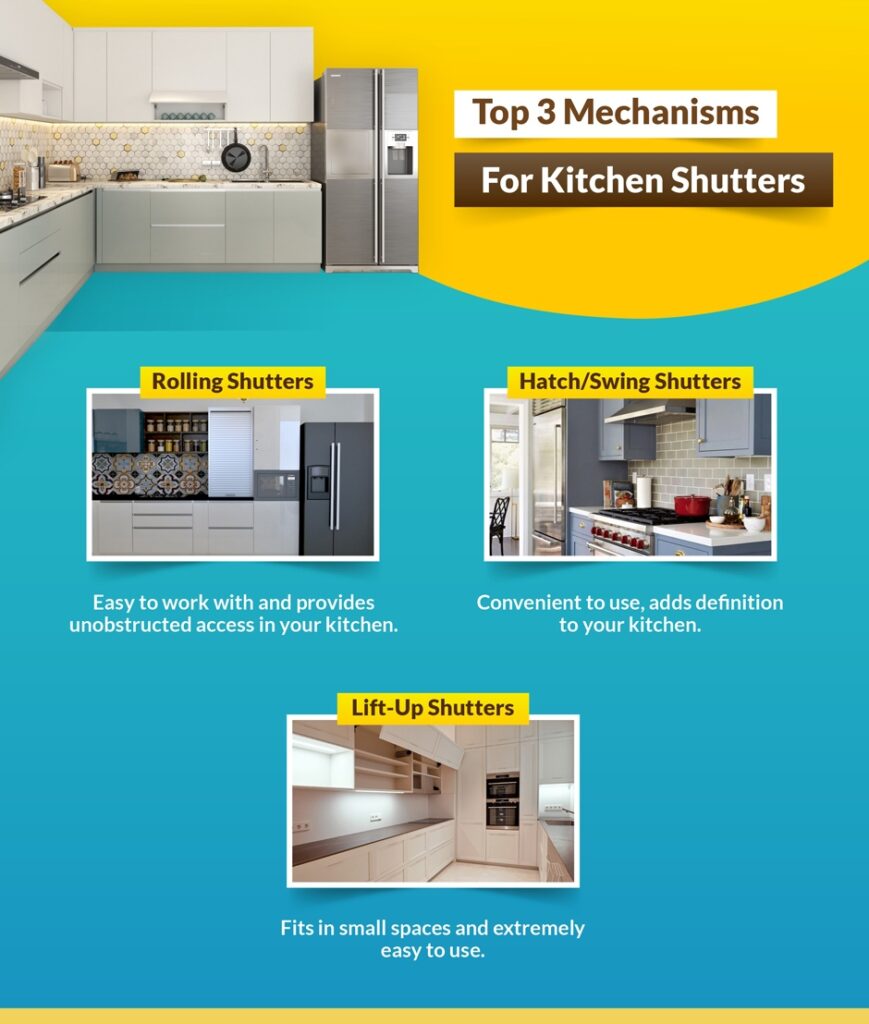 Top 3 Mechanisms
For Kitchen Shutters
Rolling Shutters
Easy to work with and provides
unobstructed access in your kitchen.
Hatch/Swing Shutters
Convenient to use, adds definition
to your kitchen.
Lift-Up Shutters
Fits in small spaces and extremely
easy to use.